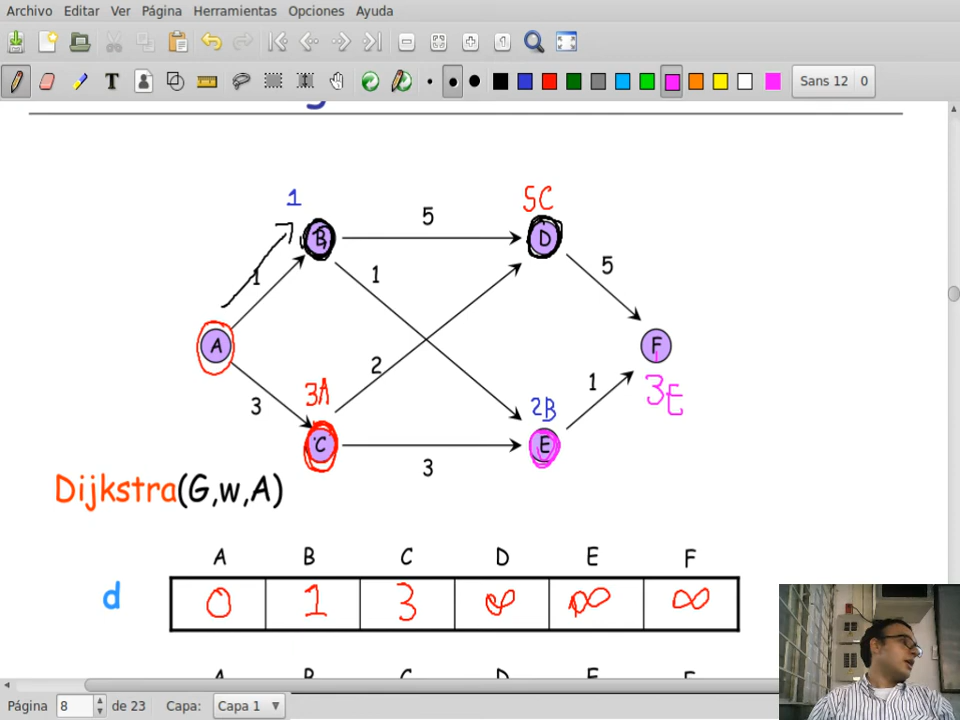 Archivo Editar Ver Página Herramientas Opciones Ayuda
T Sans 12 0
1 5C
B 5 D
1 1 5
A F
2 3E
3 3A 1
2B
C 3 E
Dijkstra(G,w,A)
A B C D E F
d 0 1 3 ∞ ∞ ∞
Página 8 de 23 Capa: Capa 1